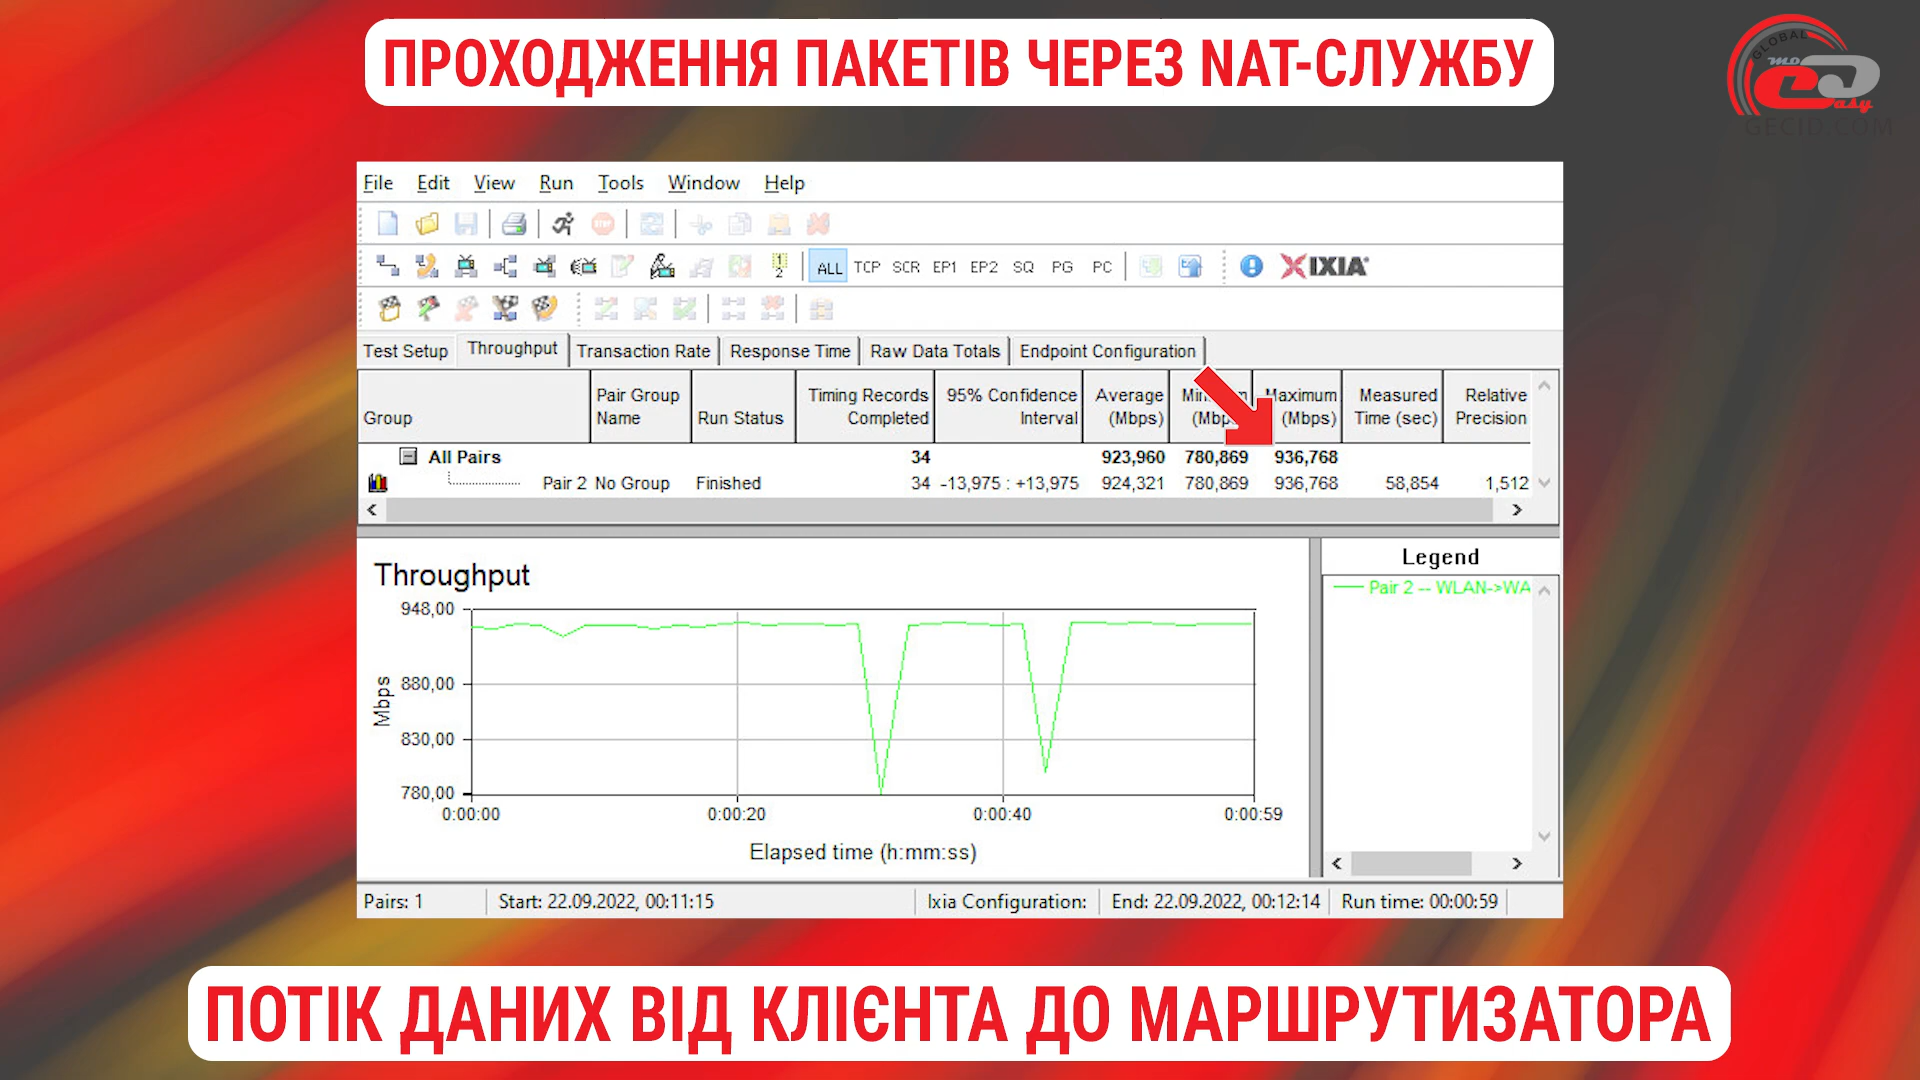 ПРОХОДЖЕННЯ ПАКЕТІВ ЧЕРЕЗ NAT-СЛУЖБУ
GLOBAL
GECID.COM
File Edit View Run Tools Window Help
ALL TCP SCR EP1 EP2 SQ PG PC IXIA
Test Setup Throughput Transaction Rate Response Time Raw Data Totals Endpoint Configuration
Group Pair Group Name Run Status Timing Records Completed 95% Confidence Interval Average (Mbps) Maximum (Mbps) Measured Time (sec) Relative Precision
All Pairs 34 923,960 780,869 936,768
Pair 2 No Group Finished 34 -13,975 : +13,975 924,321 780,869 936,768 58,854 1,512
Throughput
Legend
Pair 2 -- WLAN->WA
948,00
880,00
830,00
780,00
Mbps
0:00:00 0:00:20 0:00:40 0:00:59
Elapsed time (h:mm:ss)
Pairs: 1 Start: 22.09.2022, 00:11:15 Ixia Configuration: End: 22.09.2022, 00:12:14 Run time: 00:00:59
ПОТІК ДАНИХ ВІД КЛІЄНТА ДО МАРШРУТИЗАТОРА